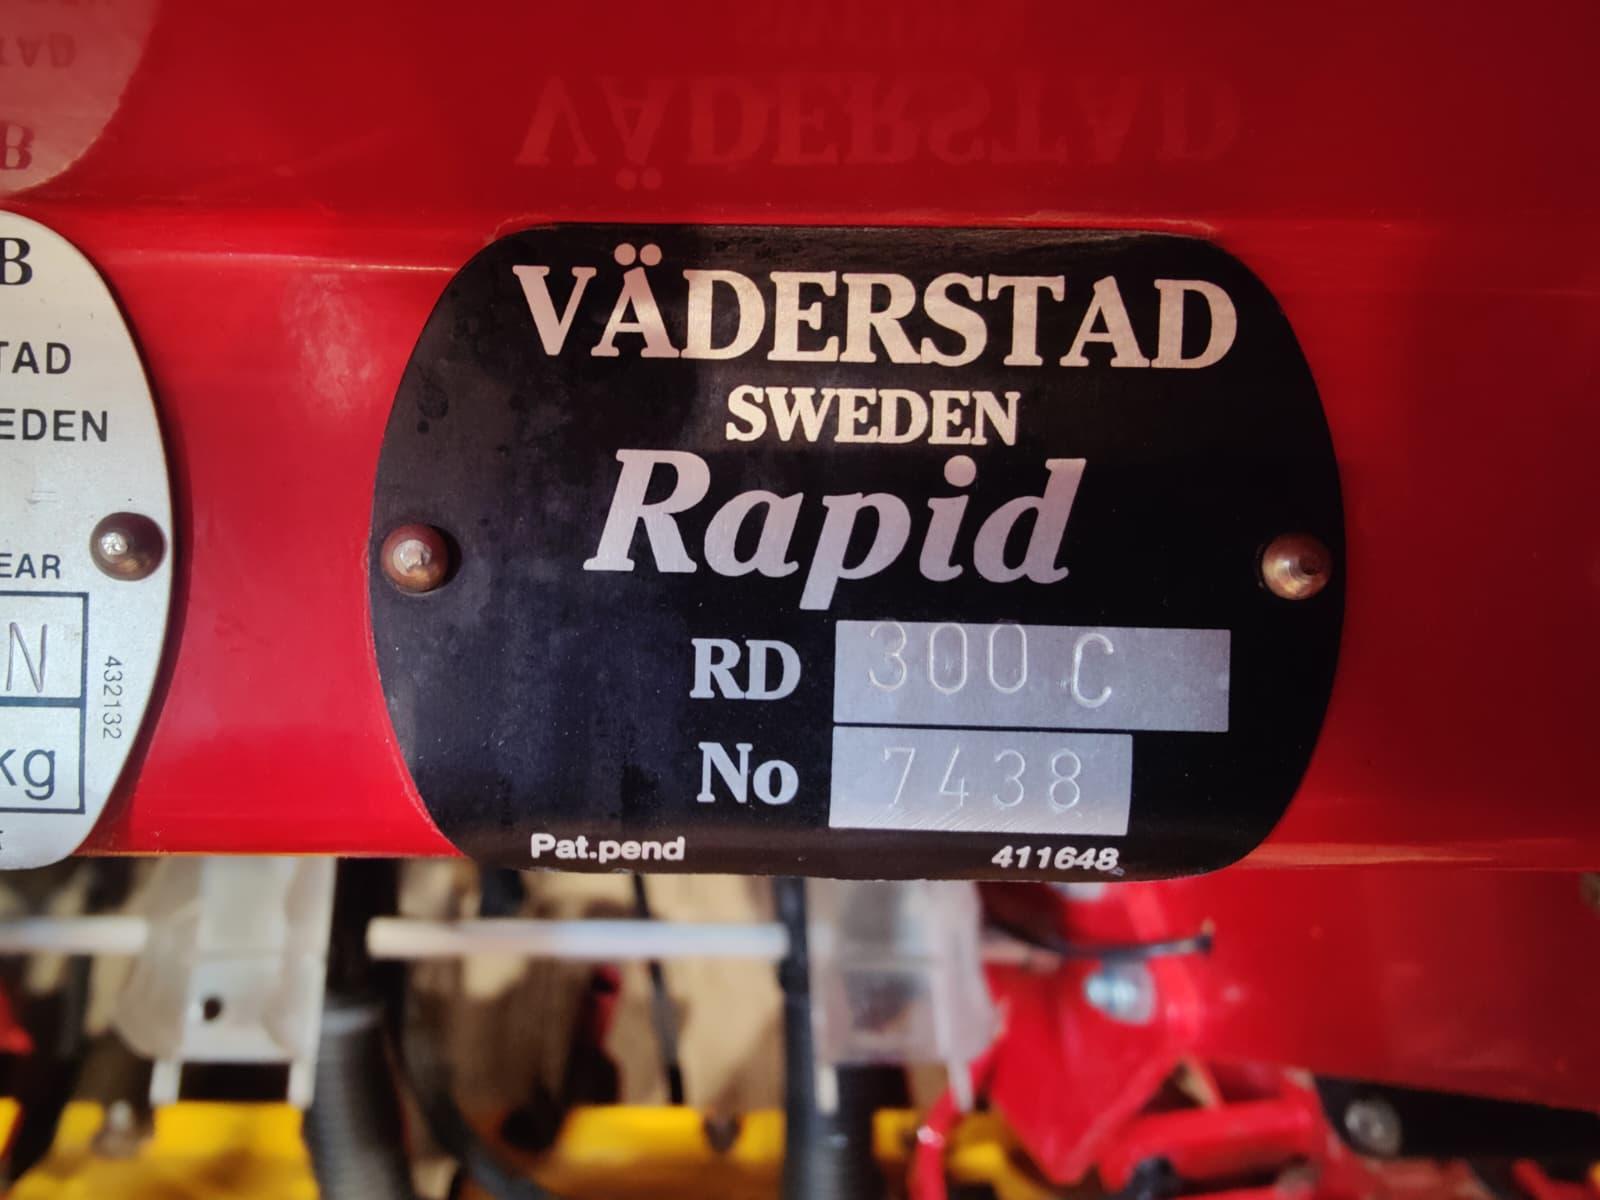 B
TAD
EDEN
EAR
N
kg
432132
VÄDERSTAD
SWEDEN
Rapid
RD 300 C
No 7438
Pat.pend 411648